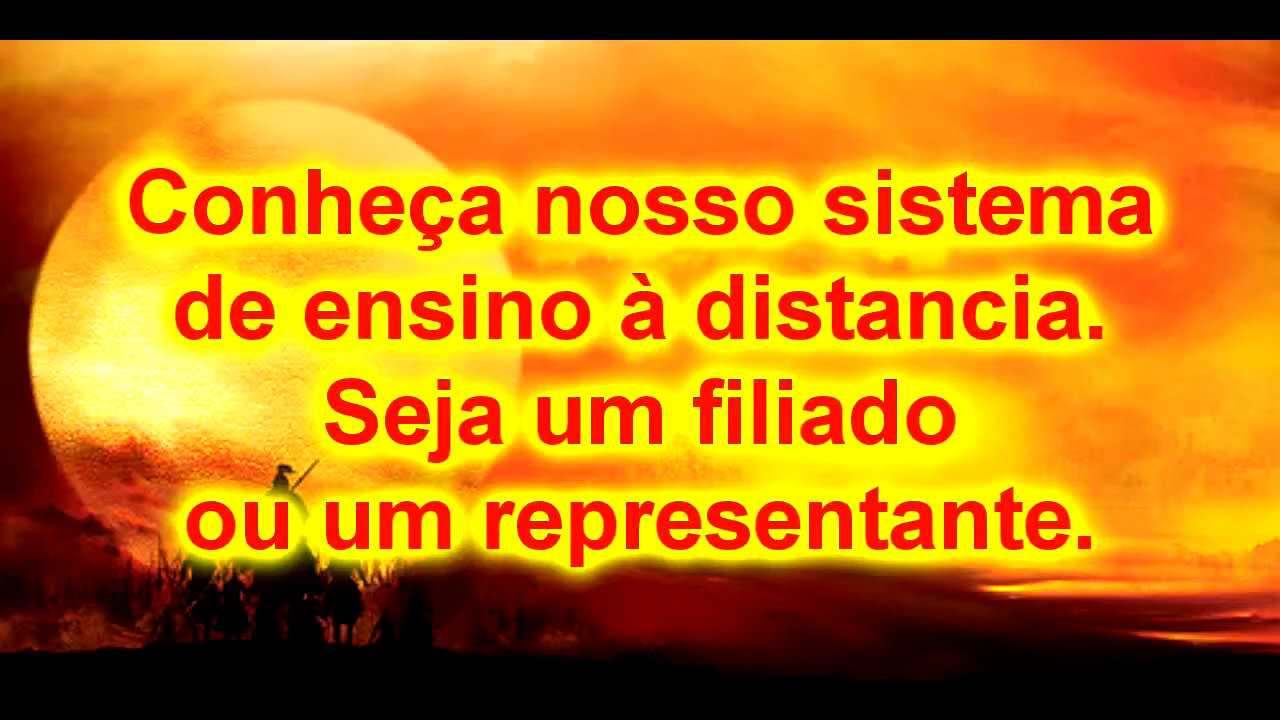 Conheça nosso sistema
de ensino à distancia.
Seja um filiado
ou um representante.